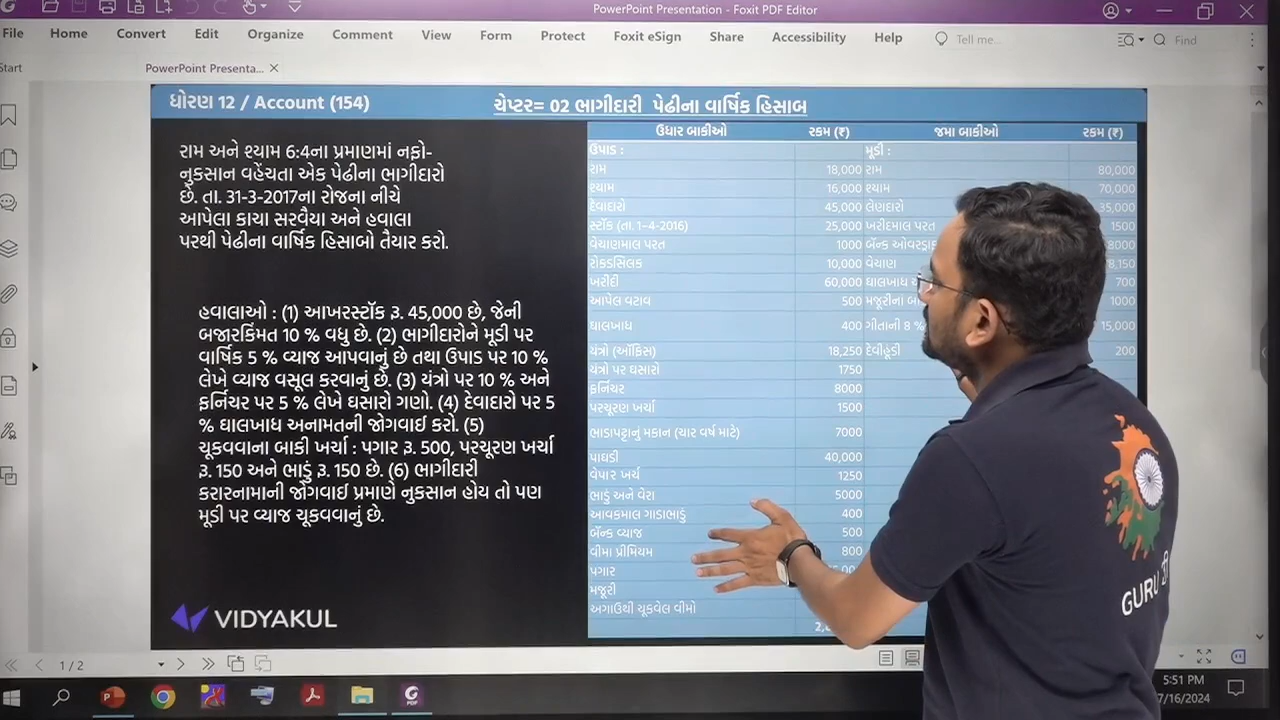 PowerPoint Presentation - Foxit PDF Editor
File Home Convert Edit Organize Comment View Form Protect Foxit eSign Share Accessibility Help Tell me... Find
Start PowerPoint Presenta...
ધોરણ 12 / Account (154)
ચેપ્ટર= 02 ભાગીદારી પેઢીના વાર્ષિક હિસાબ
રામ અને શ્યામ 6:4ના પ્રમાણમાં નફો-
નુકસાન વહેંચતા એક પેઢીના ભાગીદારો
છે. તા. 31-3-2017ના રોજના નીચે
આપેલા કાચા સરવૈયા અને હવાલા
પરથી પેઢીના વાર્ષિક હિસાબો તૈયાર કરો.
હવાલાઓ : (1) આખરસ્ટૉક રૂ. 45,000 છે, જેની
બજારકિંમત 10 % વધુ છે. (2) ભાગીદારોને મૂડી પર
વાર્ષિક 5 % વ્યાજ આપવાનું છે તથા ઉપાડ પર 10 %
લેખે વ્યાજ વસૂલ કરવાનું છે. (3) યંત્રો પર 10 % અને
ફર્નિચર પર 5 % લેખે ઘસારો ગણો. (4) દેવાદારો પર 5
% ઘાલખાધ અનામતની જોગવાઈ કરો. (5)
ચૂકવવાના બાકી ખર્ચા : પગાર રૂ. 500, પરચૂરણ ખર્ચા
રૂ. 150 અને ભાડું રૂ. 150 છે. (6) ભાગીદારી
કરારનામાની જોગવાઈ પ્રમાણે નુકસાન હોય તો પણ
મૂડી પર વ્યાજ ચૂકવવાનું છે.
VIDYAKUL
ઉધાર બાકીઓ રકમ (₹) જમા બાકીઓ રકમ (₹)
ઉપાડ : મૂડી :
રામ 18,000 રામ 80,000
શ્યામ 16,000 શ્યામ 70,000
દેવાદારો 45,000 લેણદારો 35,000
સ્ટૉક (તા. 1-4-2016) 25,000 ખરીદમાલ પરત 1500
વેચાણમાલ પરત 1000 બૅન્ક 8000
રોકડસિલક 10,000 વેચાણ
ખરીદી 60,000 ઘાલખાધ 700
આપેલ વટાવ 500 મજૂરીના 1000
ઘાલખાધ 400 ગીતાની 8 % 15,000
યંત્રો (ઑફિસ) 18,250 દેવીહૂંડી 200
યંત્રો પર ઘસારો 1750
ફર્નિચર 8000
પરચૂરણ ખર્ચા 1500
ભાડાપટ્ટાનું મકાન (ચાર વર્ષ માટે) 7000
પાઘડી 40,000
વેપાર ખર્ચ 1250
ભાડું અને વેરા 5000
આવકમાલ ગાડાભાડું 400
બૅન્ક વ્યાજ 500
વીમા પ્રીમિયમ 800
પગાર
મજૂરી
અગાઉથી ચૂકવેલ વીમો
GURU
1 / 2
5:51 PM
7/16/2024